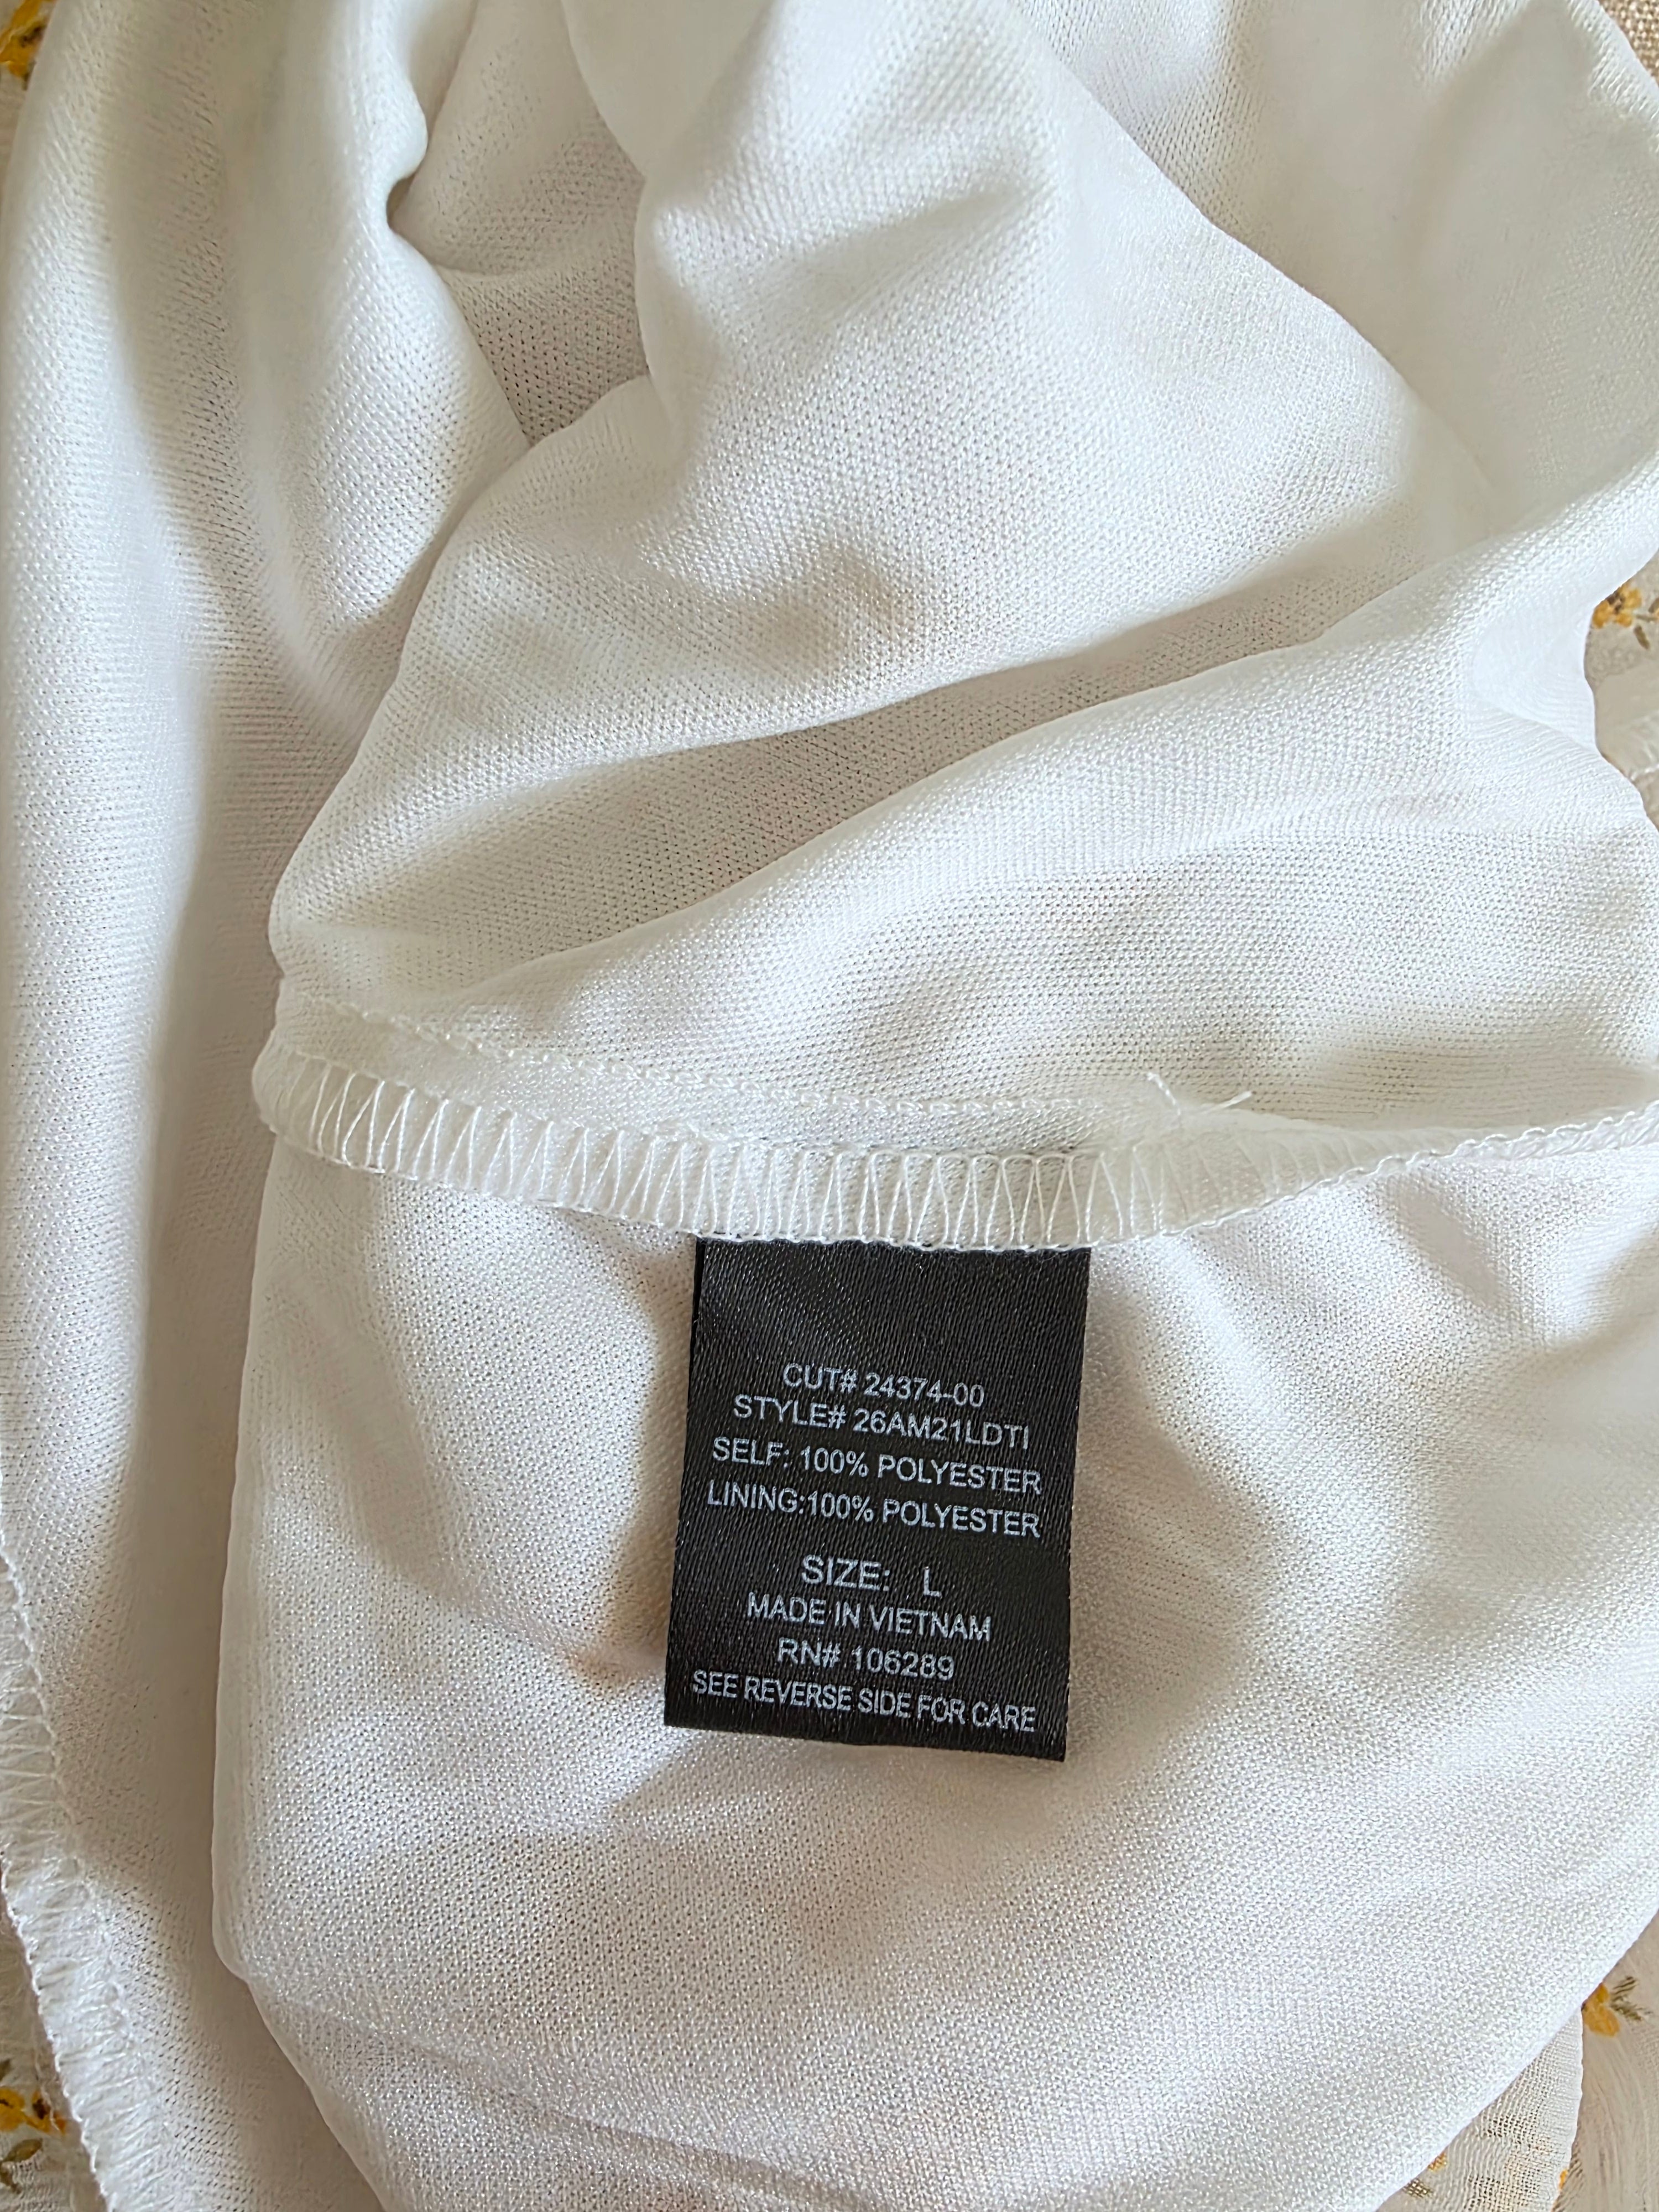 CUT# 24374-00
STYLE# 26AM21LDTI
SELF: 100% POLYESTER
LINING:100% POLYESTER
SIZE: L
MADE IN VIETNAM
RN# 106289
SEE REVERSE SIDE FOR CARE